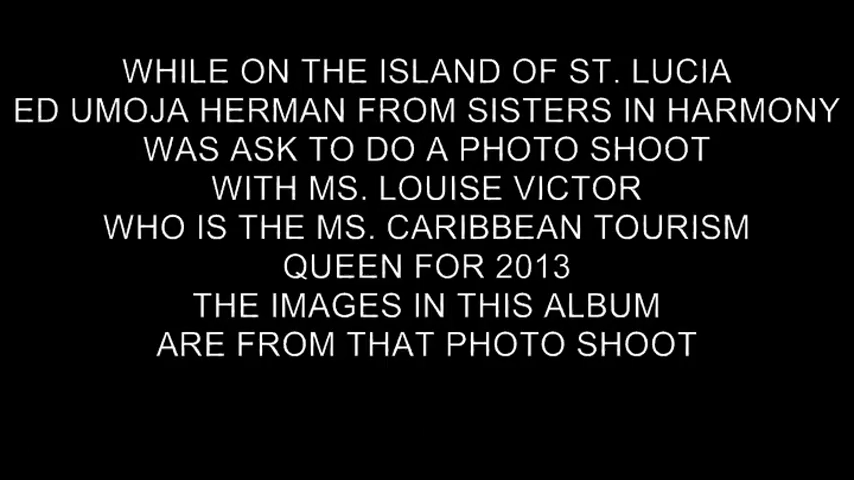 WHILE ON THE ISLAND OF ST. LUCIA
ED UMOJA HERMAN FROM SISTERS IN HARMONY
WAS ASK TO DO A PHOTO SHOOT
WITH MS. LOUISE VICTOR
WHO IS THE MS. CARIBBEAN TOURISM
QUEEN FOR 2013
THE IMAGES IN THIS ALBUM
ARE FROM THAT PHOTO SHOOT